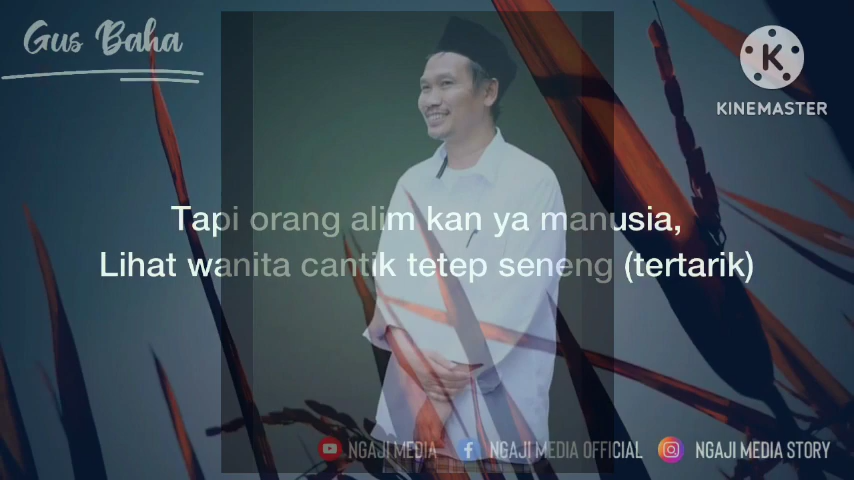 Gus Baha
KINEMASTER
Tapi orang alim kan ya manusia,
Lihat wanita cantik tetep seneng (tertarik)
NGAJI MEDIA
NGAJI MEDIA OFFICIAL
NGAJI MEDIA STORY